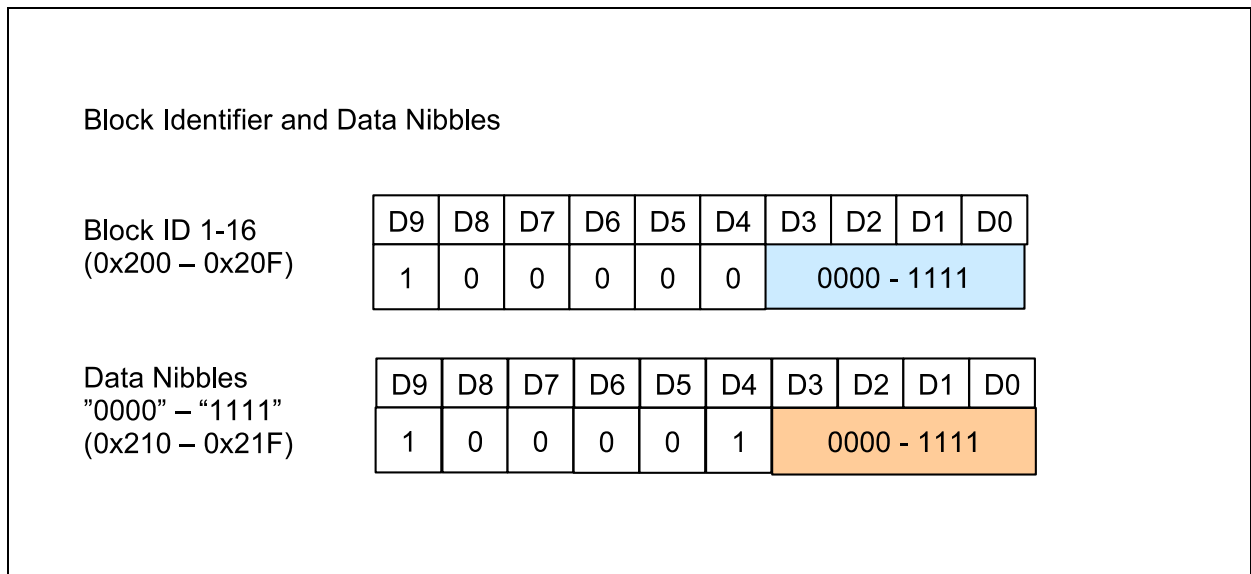 Block Identifier and Data Nibbles
Block ID 1-16
(0x200 – 0x20F)
D9 D8 D7 D6 D5 D4 D3 D2 D1 D0
1 0 0 0 0 0 0000 - 1111
Data Nibbles
”0000” – “1111”
(0x210 – 0x21F)
D9 D8 D7 D6 D5 D4 D3 D2 D1 D0
1 0 0 0 0 1 0000 - 1111